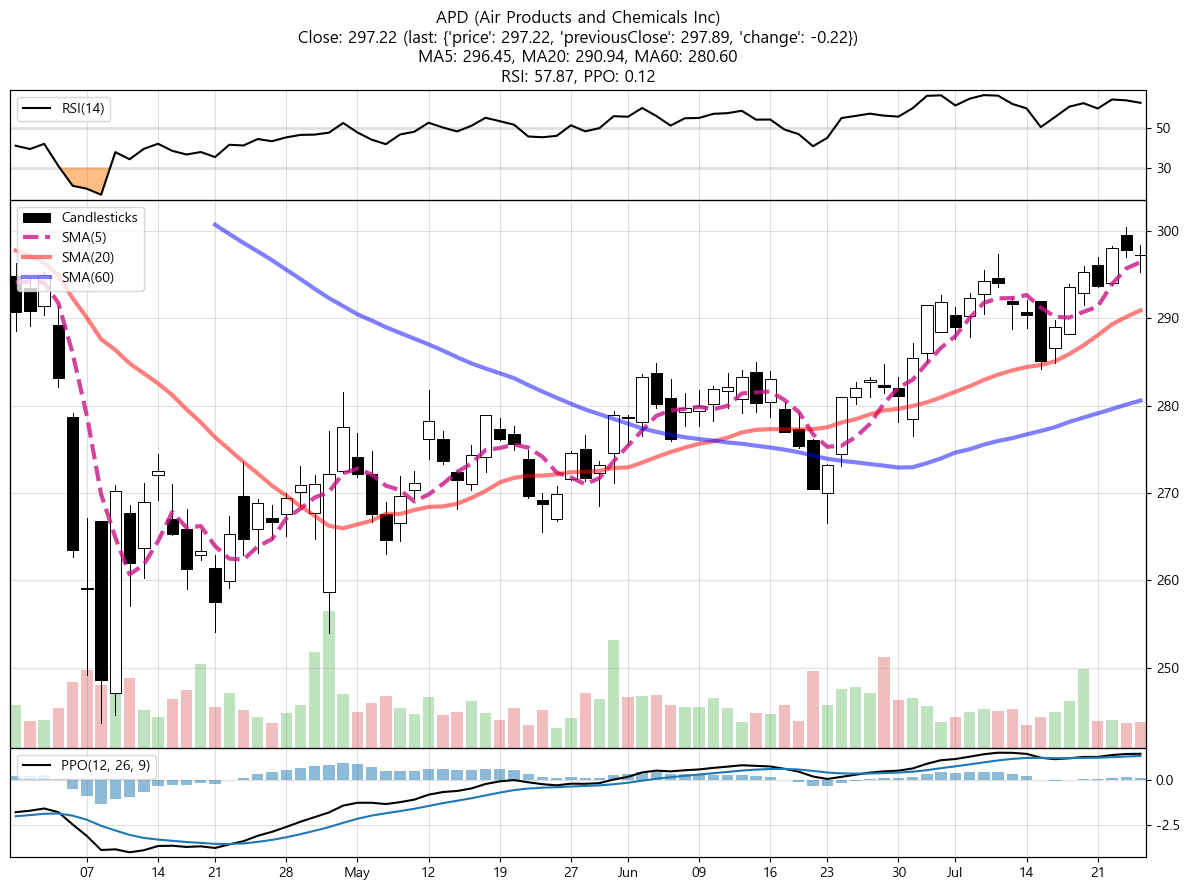 APD (Air Products and Chemicals Inc)
Close: 297.22 (last: {'price': 297.22, 'previousClose': 297.89, 'change': -0.22})
MA5: 296.45, MA20: 290.94, MA60: 280.60
RSI: 57.87, PPO: 0.12
RSI(14)
50
30
Candlesticks
SMA(5)
SMA(20)
SMA(60)
300
290
280
270
260
250
PPO(12, 26, 9)
0.0
−2.5
07 14 21 28 May 12 19 27 Jun 09 16 23 30 Jul 14 21